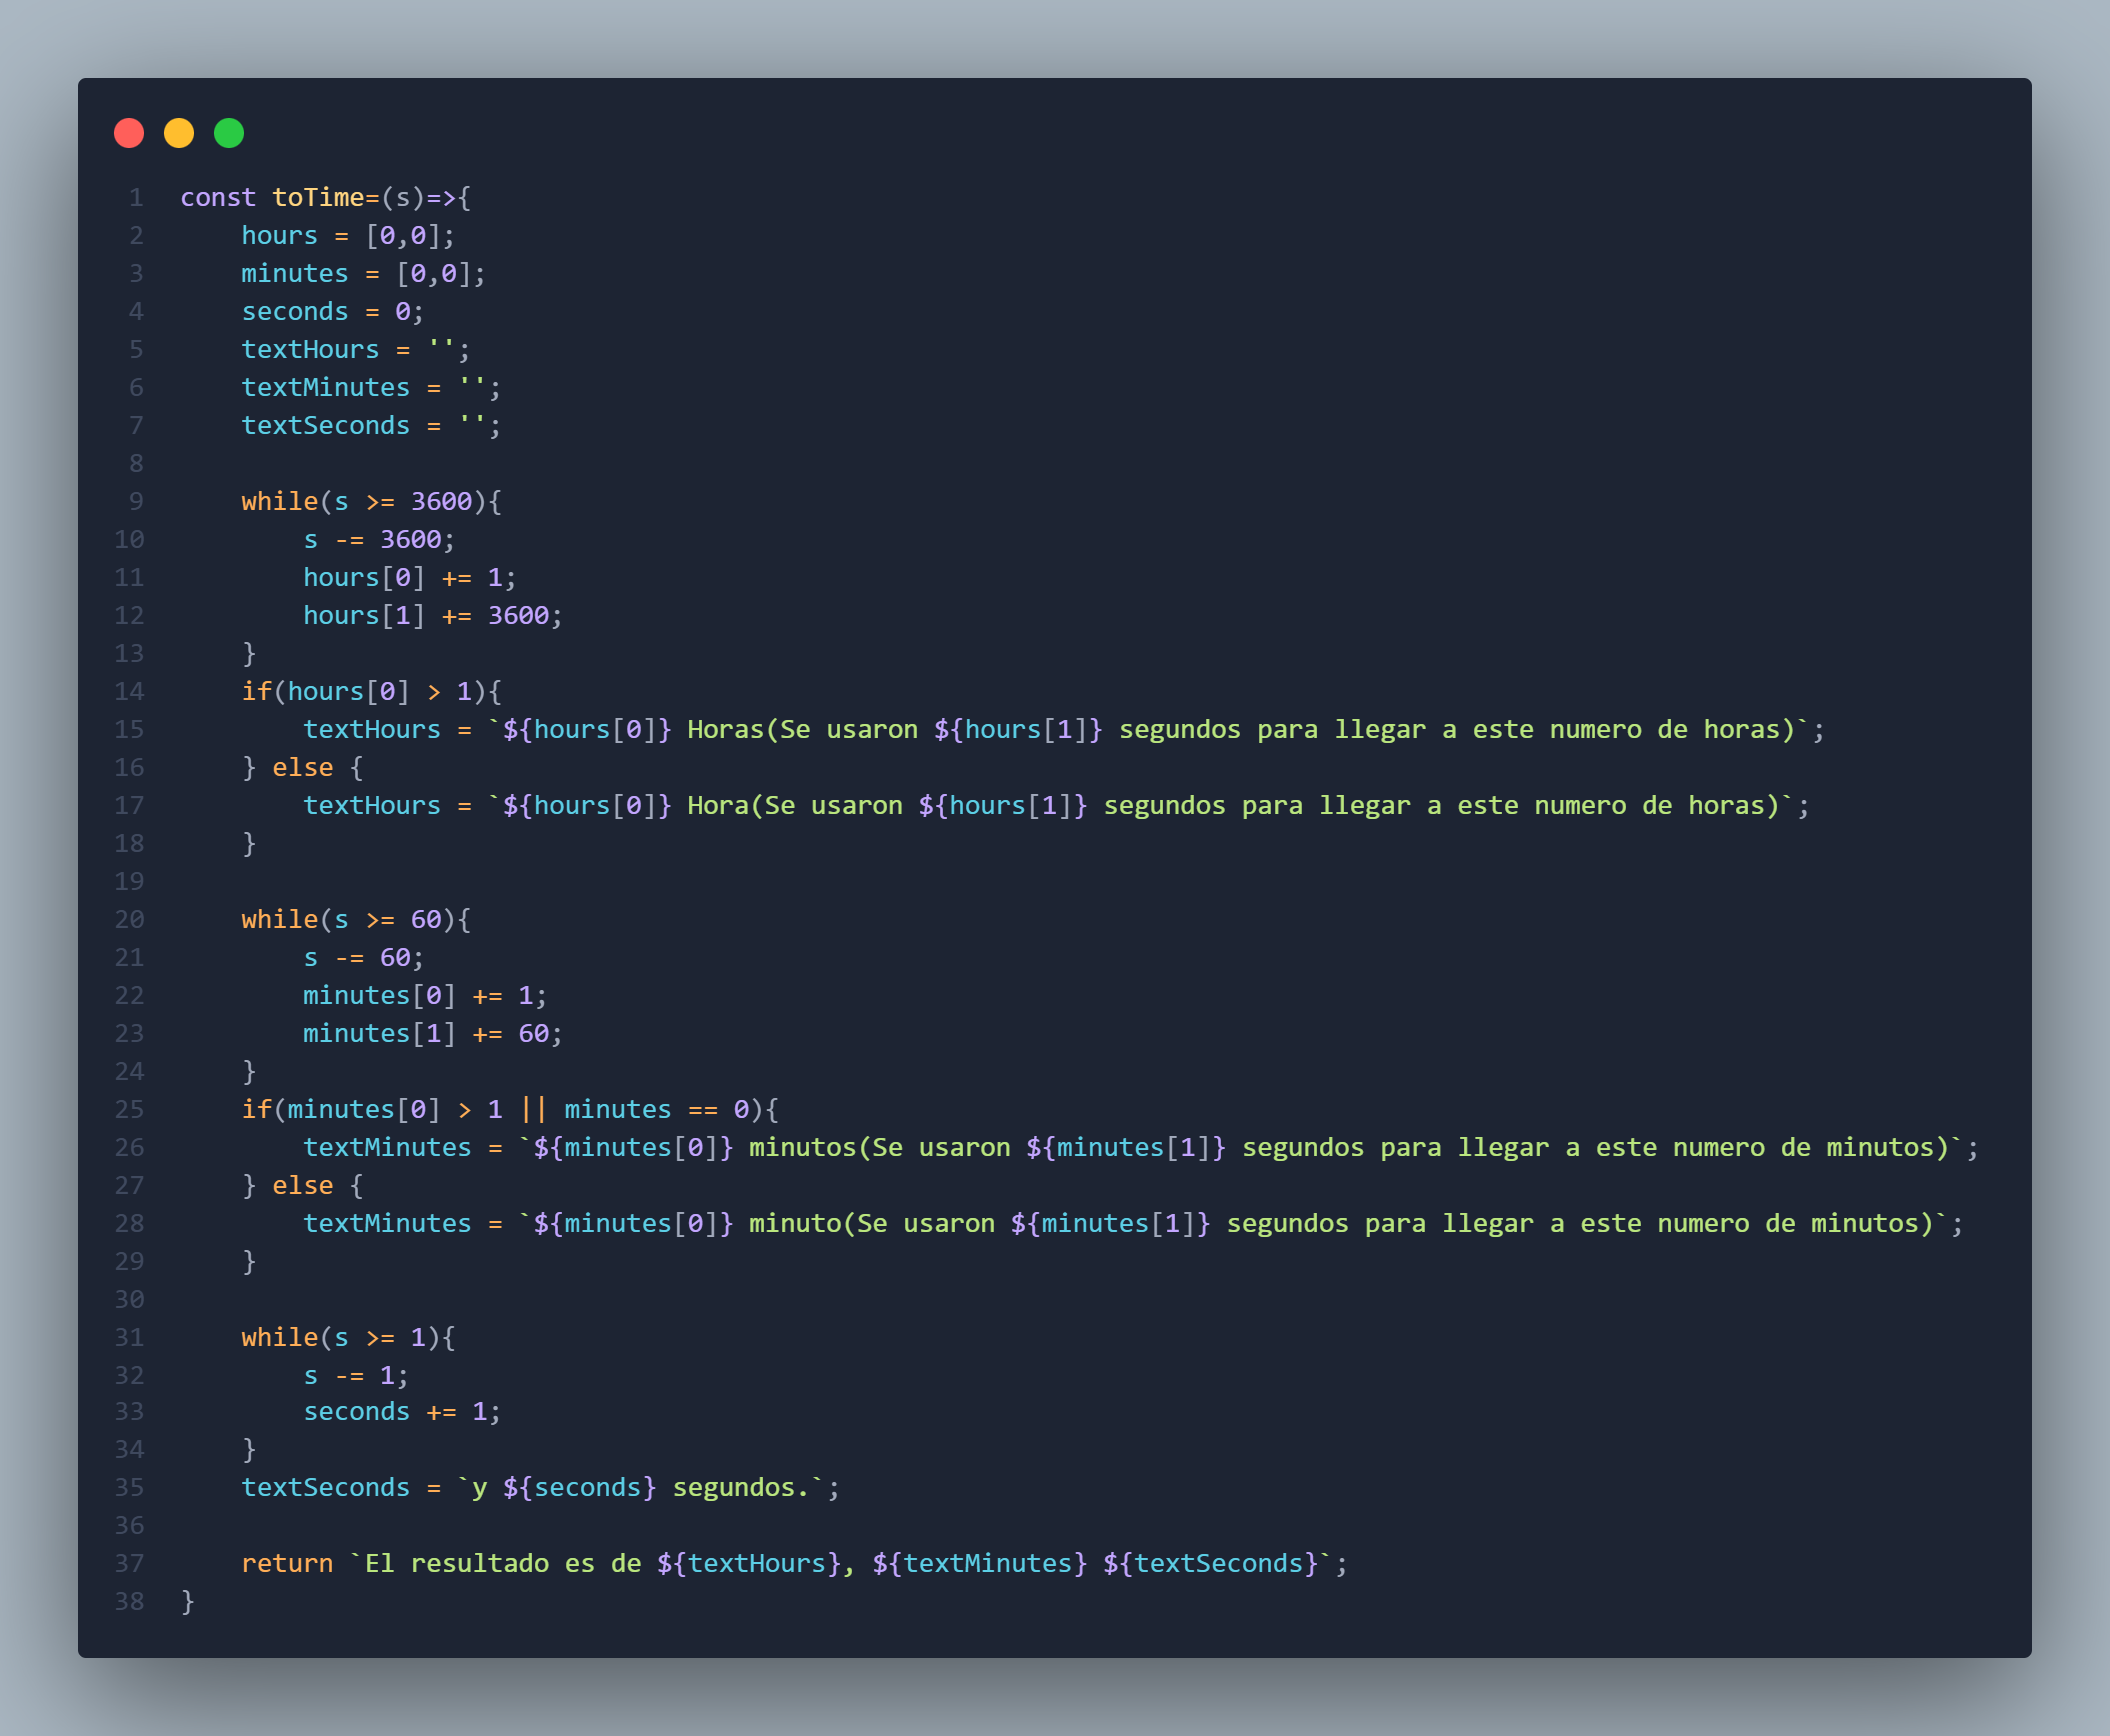 1 const toTime=(s)=>{
2     hours = [0,0];
3     minutes = [0,0];
4     seconds = 0;
5     textHours = '';
6     textMinutes = '';
7     textSeconds = '';
8
9     while(s >= 3600){
10         s -= 3600;
11         hours[0] += 1;
12         hours[1] += 3600;
13     }
14     if(hours[0] > 1){
15         textHours = `${hours[0]} Horas(Se usaron ${hours[1]} segundos para llegar a este numero de horas)`;
16     } else {
17         textHours = `${hours[0]} Hora(Se usaron ${hours[1]} segundos para llegar a este numero de horas)`;
18     }
19
20     while(s >= 60){
21         s -= 60;
22         minutes[0] += 1;
23         minutes[1] += 60;
24     }
25     if(minutes[0] > 1 || minutes == 0){
26         textMinutes = `${minutes[0]} minutos(Se usaron ${minutes[1]} segundos para llegar a este numero de minutos)`;
27     } else {
28         textMinutes = `${minutes[0]} minuto(Se usaron ${minutes[1]} segundos para llegar a este numero de minutos)`;
29     }
30
31     while(s >= 1){
32         s -= 1;
33         seconds += 1;
34     }
35     textSeconds = `y ${seconds} segundos.`;
36
37     return `El resultado es de ${textHours}, ${textMinutes} ${textSeconds}`;
38 }